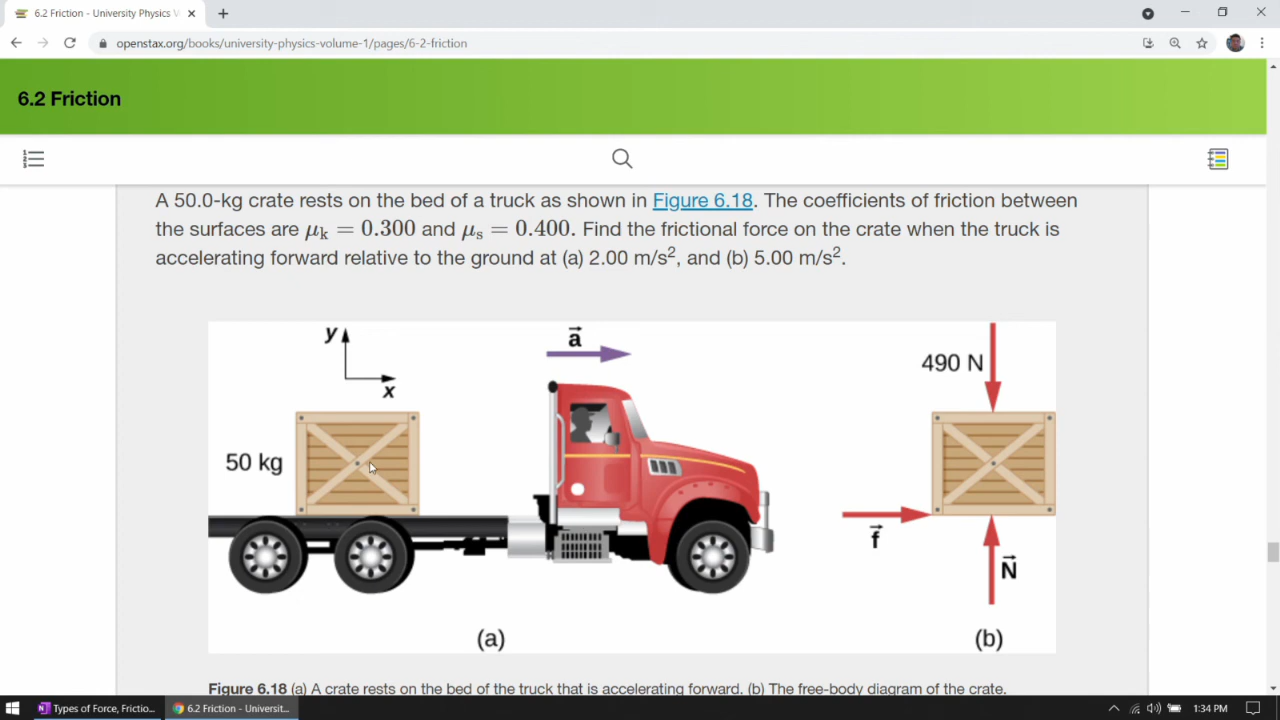 6.2 Friction - University Physics V
openstax.org/books/university-physics-volume-1/pages/6-2-friction
6.2 Friction
A 50.0-kg crate rests on the bed of a truck as shown in Figure 6.18. The coefficients of friction between
the surfaces are μk = 0.300 and μs = 0.400. Find the frictional force on the crate when the truck is
accelerating forward relative to the ground at (a) 2.00 m/s², and (b) 5.00 m/s².
y
x
a⃗
490 N
50 kg
f⃗
N⃗
(a)
(b)
Figure 6.18 (a) A crate rests on the bed of the truck that is accelerating forward. (b) The free-body diagram of the crate.
Types of Force, Frictio...
6.2 Friction - Universit...
1:34 PM